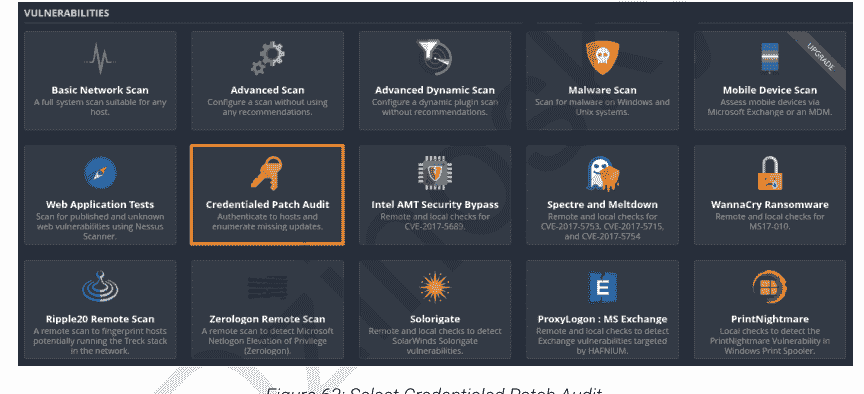 VULNERABILITIES
Basic Network Scan
A full system scan suitable for any
host.
Advanced Scan
Configure a scan without using
any recommendations.
Advanced Dynamic Scan
Configure a dynamic plugin scan
without recommendations.
Malware Scan
Scan for malware on Windows and
Unix systems.
UPGRADE
Mobile Device Scan
Assess mobile devices via
Microsoft Exchange or an MDM.
Web Application Tests
Scan for published and unknown
web vulnerabilities using Nessus
Scanner.
Credentialed Patch Audit
Authenticate to hosts and
enumerate missing updates.
Intel AMT Security Bypass
Remote and local checks for
CVE-2017-5689.
Spectre and Meltdown
Remote and local checks for
CVE-2017-5753, CVE-2017-5715,
and CVE-2017-5754
WannaCry Ransomware
Remote and local checks for
MS17-010.
Ripple20 Remote Scan
A remote scan to fingerprint hosts
potentially running the Treck stack
in the network.
Zerologon Remote Scan
A remote scan to detect Microsoft
Netlogon Elevation of Privilege
(Zerologon).
Solorigate
Remote and local checks to detect
SolarWinds Solorigate
vulnerabilities.
ProxyLogon : MS Exchange
Remote and local checks to detect
Exchange vulnerabilities targeted
by HAFNIUM.
PrintNightmare
Local checks to detect the
PrintNightmare Vulnerability in
Windows Print Spooler.
Figure 62: Select Credentialed Patch Audit